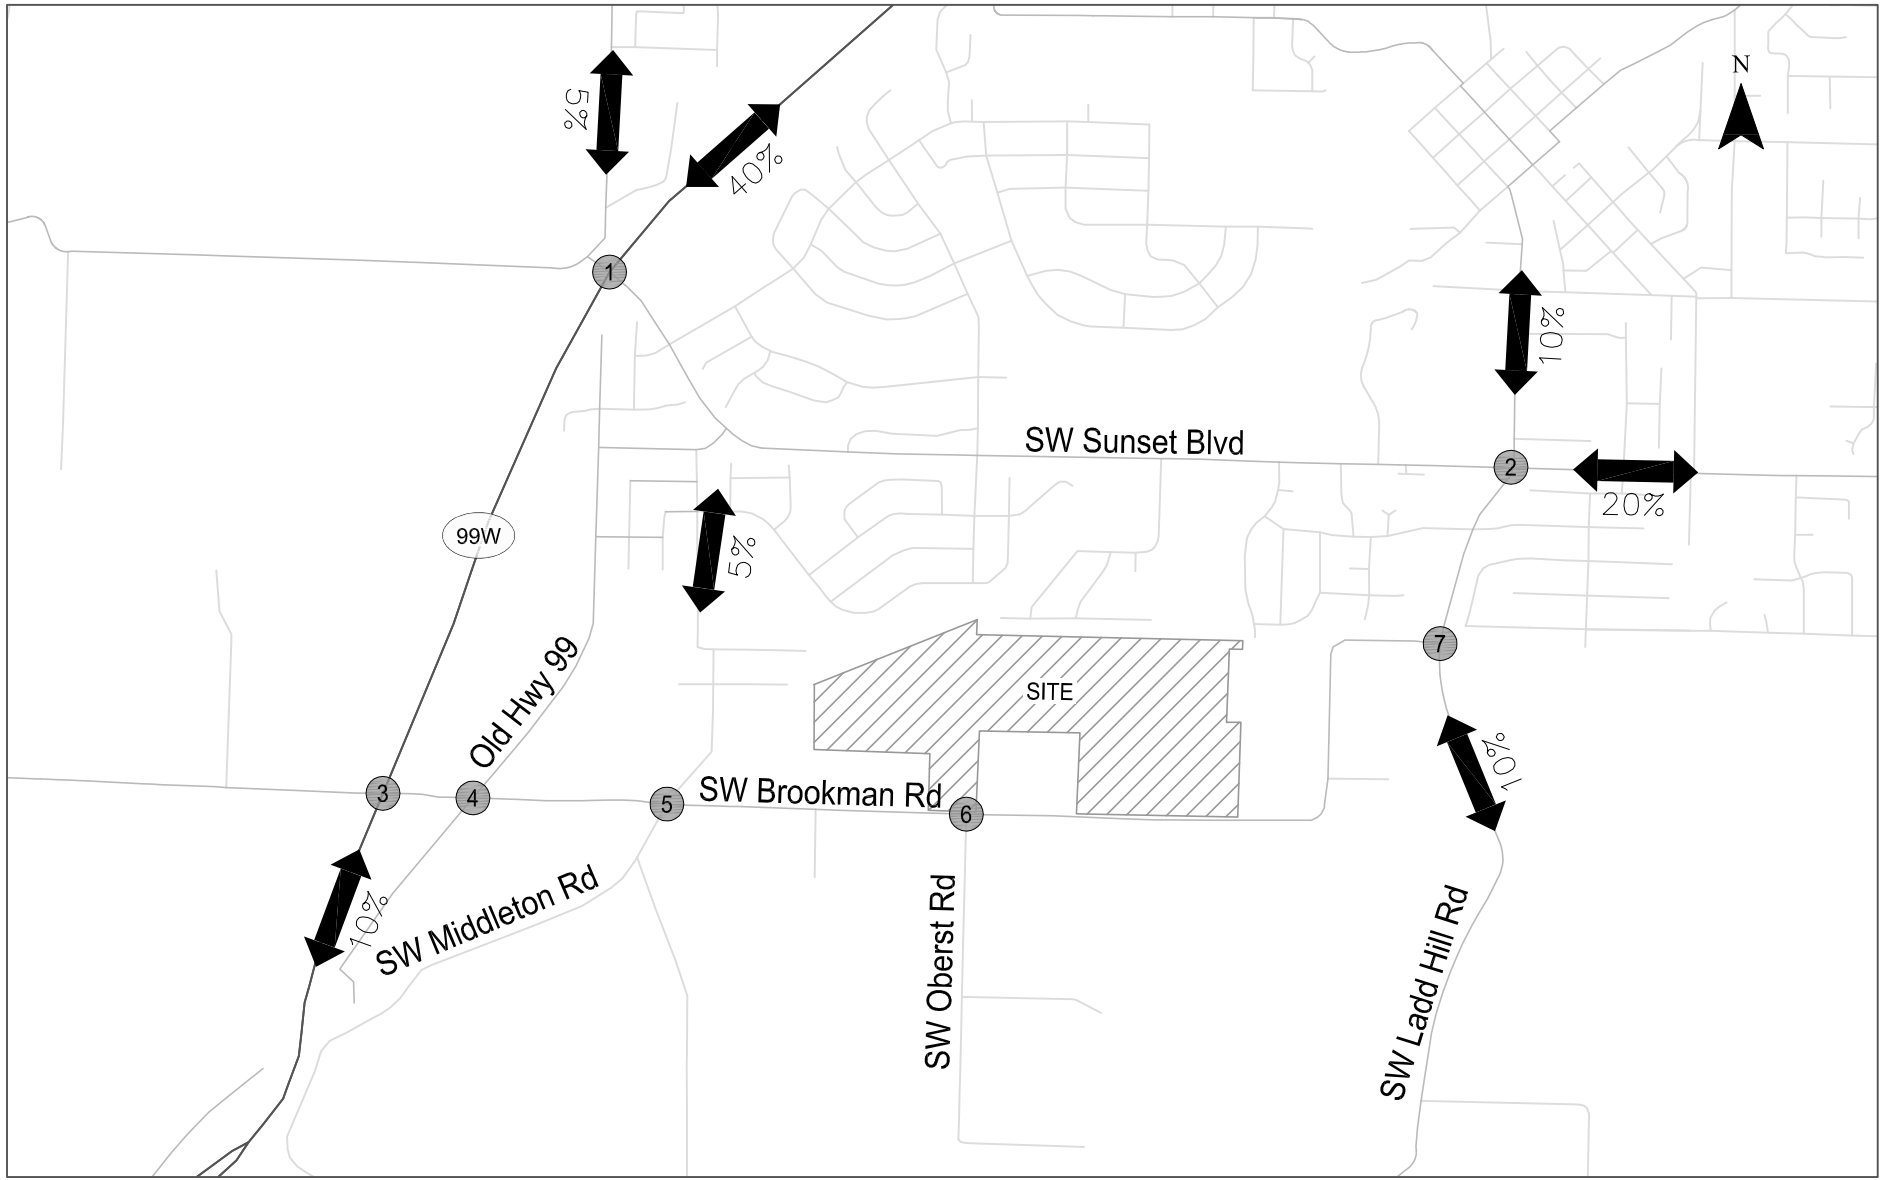 N
5%
40%
1
10%
SW Sunset Blvd
2
20%
99W
5%
Old Hwy 99
7
SITE
10%
3
4
5
SW Brookman Rd
6
10%
SW Middleton Rd
SW Oberst Rd
SW Ladd Hill Rd